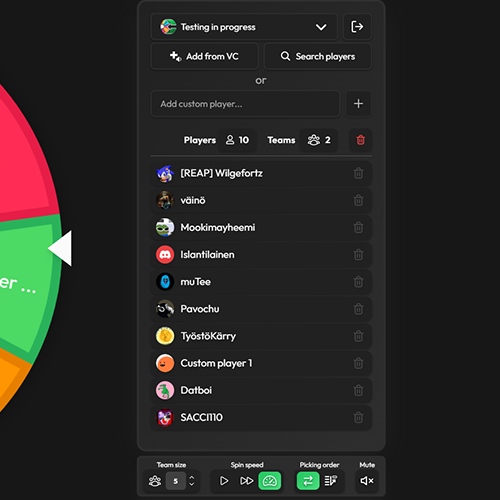 Testing in progress
Add from VC
Search players
or
Add custom player...
Players 10 Teams 2
[REAP] Wilgefortz
väinö
Mookimayheemi
er ...
Islantilainen
muTee
Pavochu
TyöstöKärry
Custom player 1
Datboi
SACCI110
Team size Spin speed Picking order Mute
5